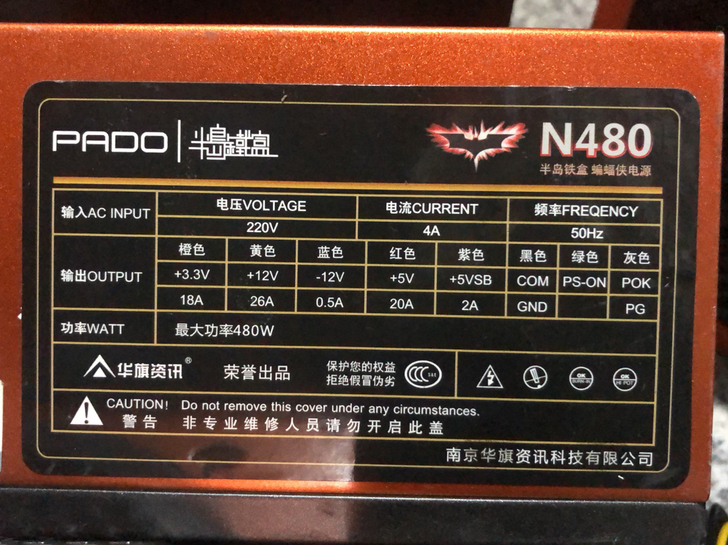 PADO 半岛鐵盒
N480
半岛铁盒 蝙蝠侠电源
输入AC INPUT 电压VOLTAGE 电流CURRENT 频率FREQENCY
220V 4A 50Hz
输出OUTPUT 橙色 黄色 蓝色 红色 紫色 黑色 绿色 灰色
+3.3V +12V -12V +5V +5VSB COM PS-ON POK
18A 26A 0.5A 20A 2A GND PG
功率WATT 最大功率480W
华旗资讯® 荣誉出品 保护您的权益
拒绝假冒伪劣
CCC S&E
OK
OK
HI-POT
CAUTION! Do not remove this cover under any circumstances.
警告 非专业维修人员请勿开启此盖
南京华旗资讯科技有限公司